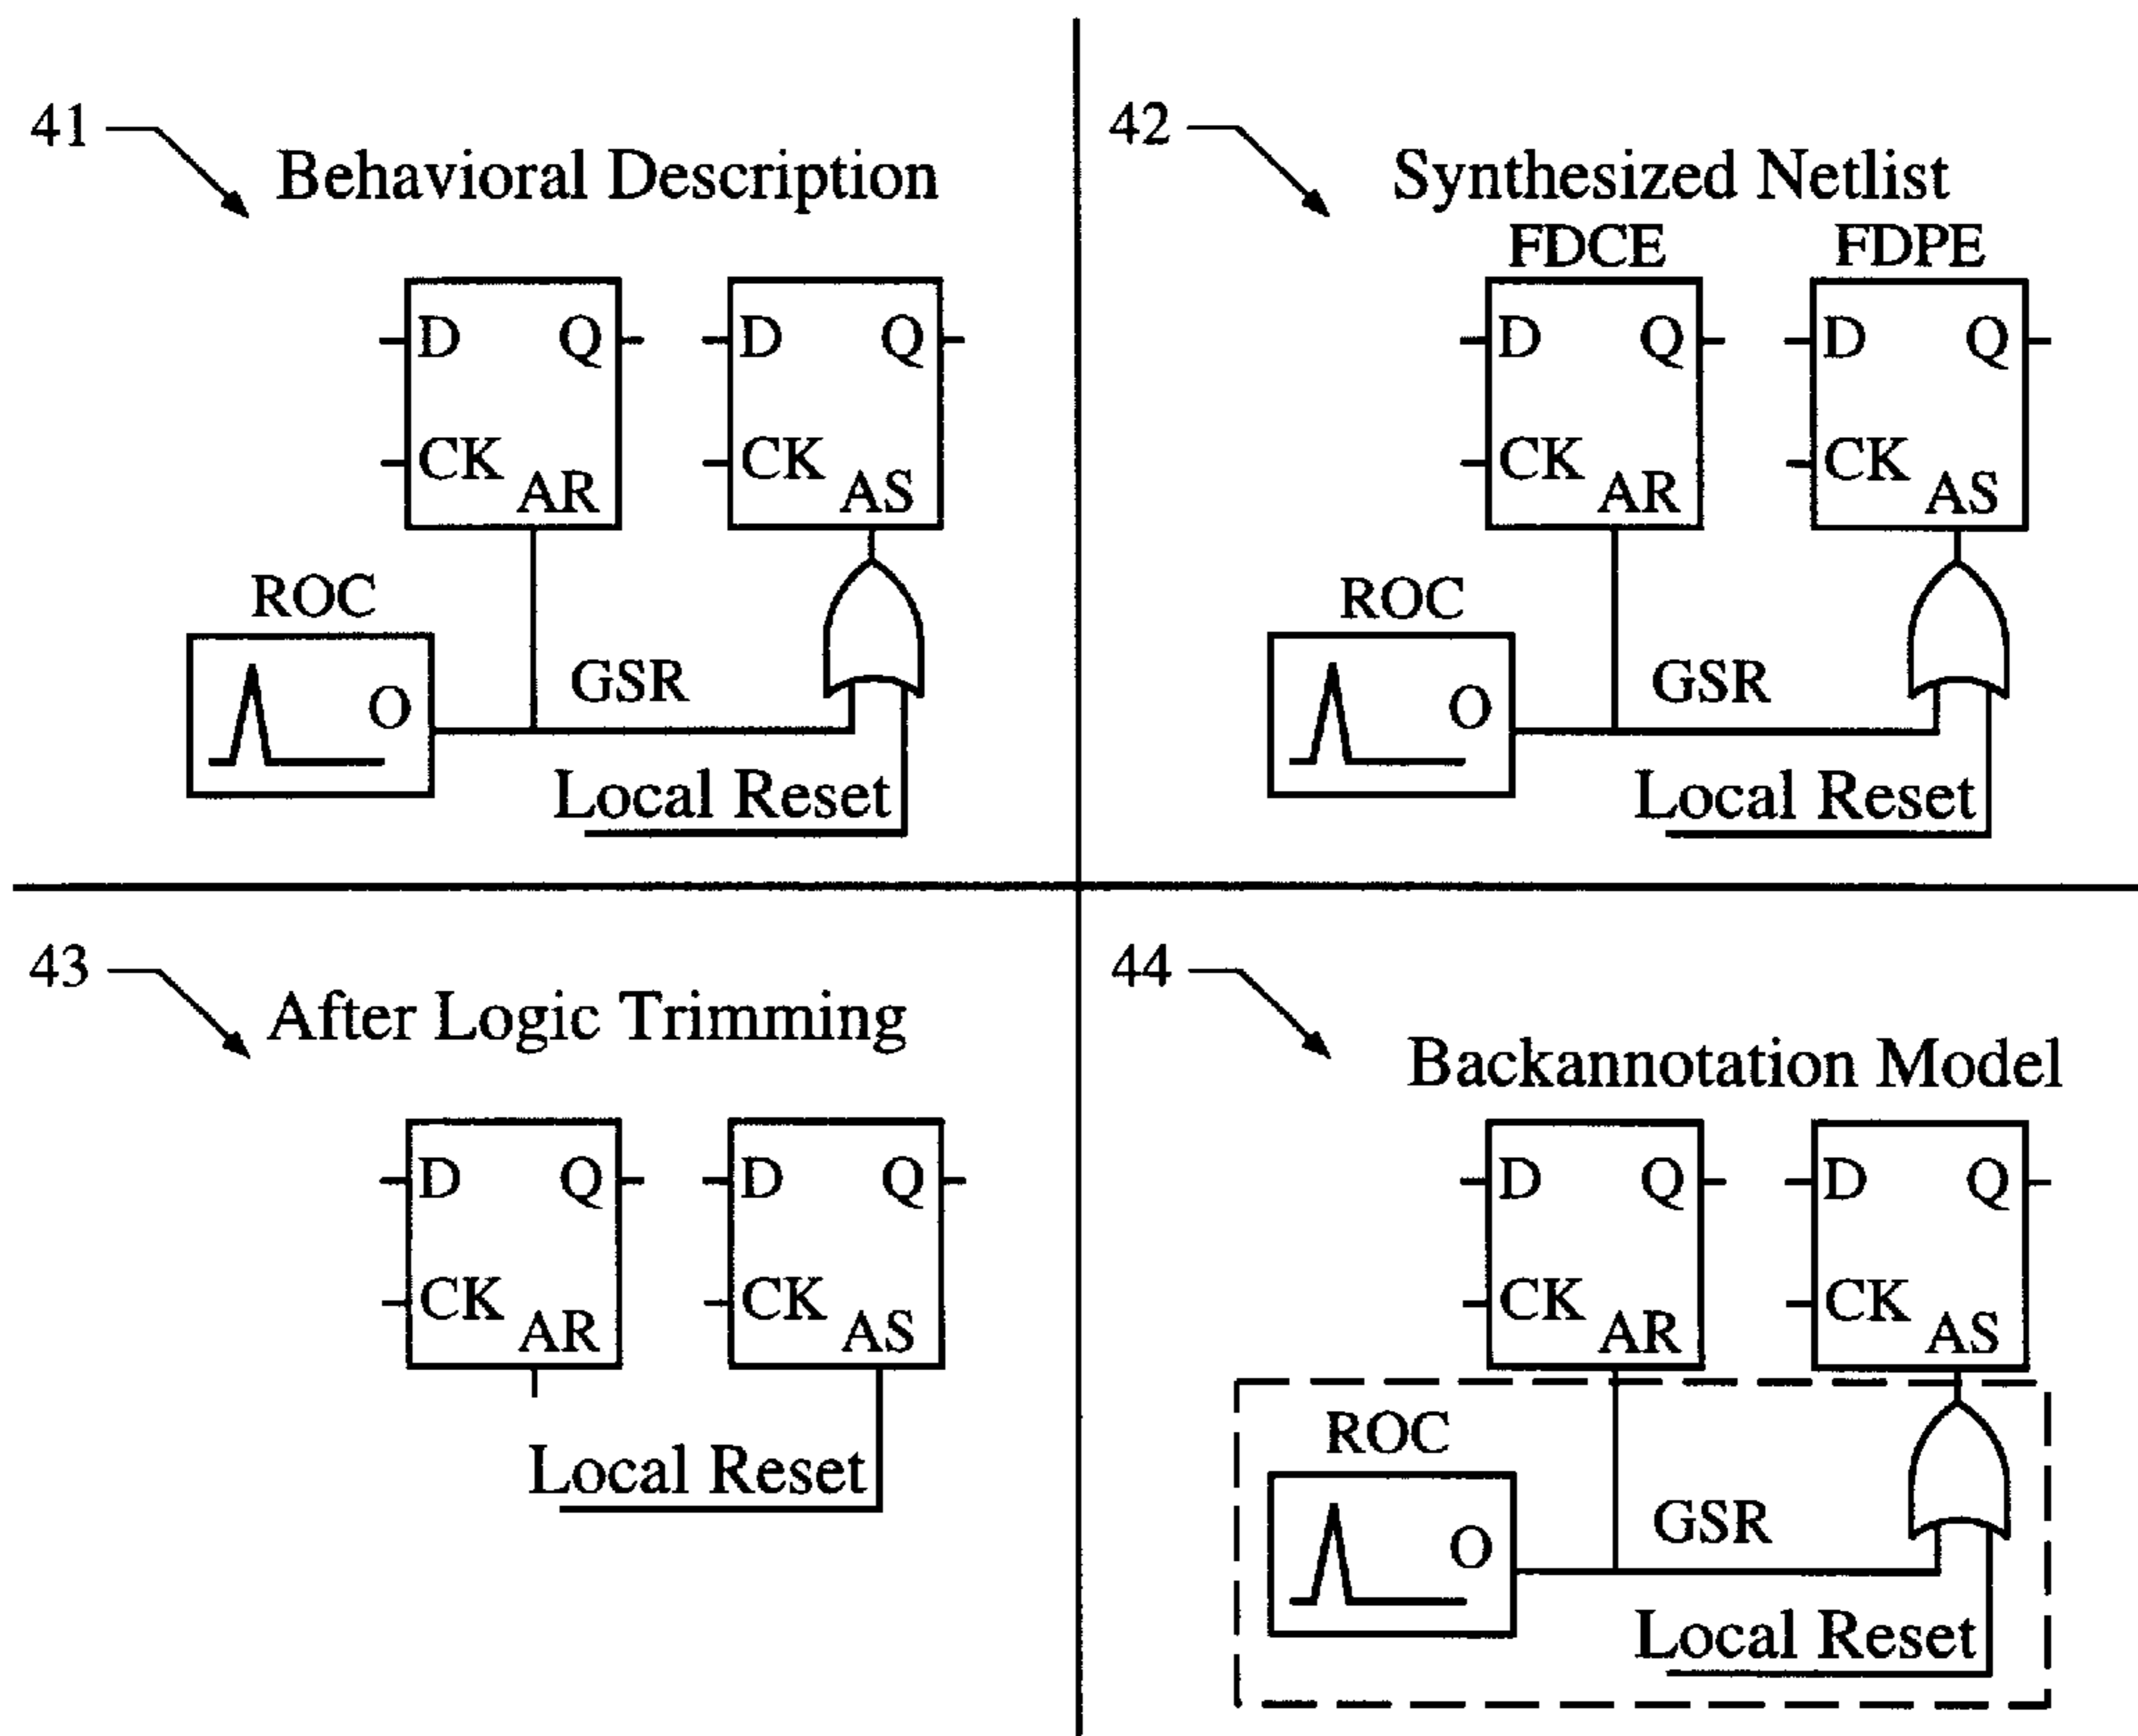 41
Behavioral Description
D Q D Q
CK CK
AR AS
ROC
GSR
O
Local Reset
42
Synthesized Netlist
FDCE FDPE
D Q D Q
CK CK
AR AS
ROC
GSR
O
Local Reset
43
After Logic Trimming
D Q D Q
CK CK
AR AS
Local Reset
44
Backannotation Model
D Q D Q
CK CK
AR AS
ROC
GSR
O
Local Reset